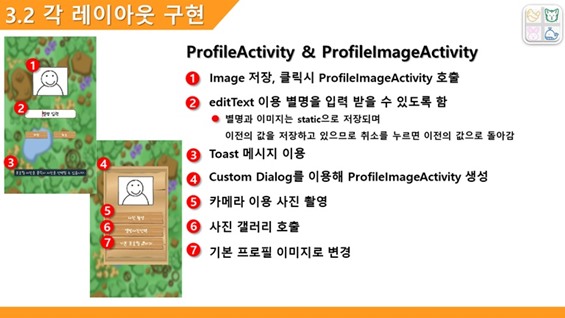 3.2 각 레이아웃 구현
ProfileActivity & ProfileImageActivity
1 Image 저장, 클릭시 ProfileImageActivity 호출
2 editText 이용 별명을 입력 받을 수 있도록 함
별명과 이미지는 static으로 저장되며
이전의 값을 저장하고 있으므로 취소를 누르면 이전의 값으로 돌아감
3 Toast 메시지 이용
4 Custom Dialog를 이용해 ProfileImageActivity 생성
5 카메라 이용 사진 촬영
6 사진 갤러리 호출
7 기본 프로필 이미지로 변경
1
2
3
4
5
6
7